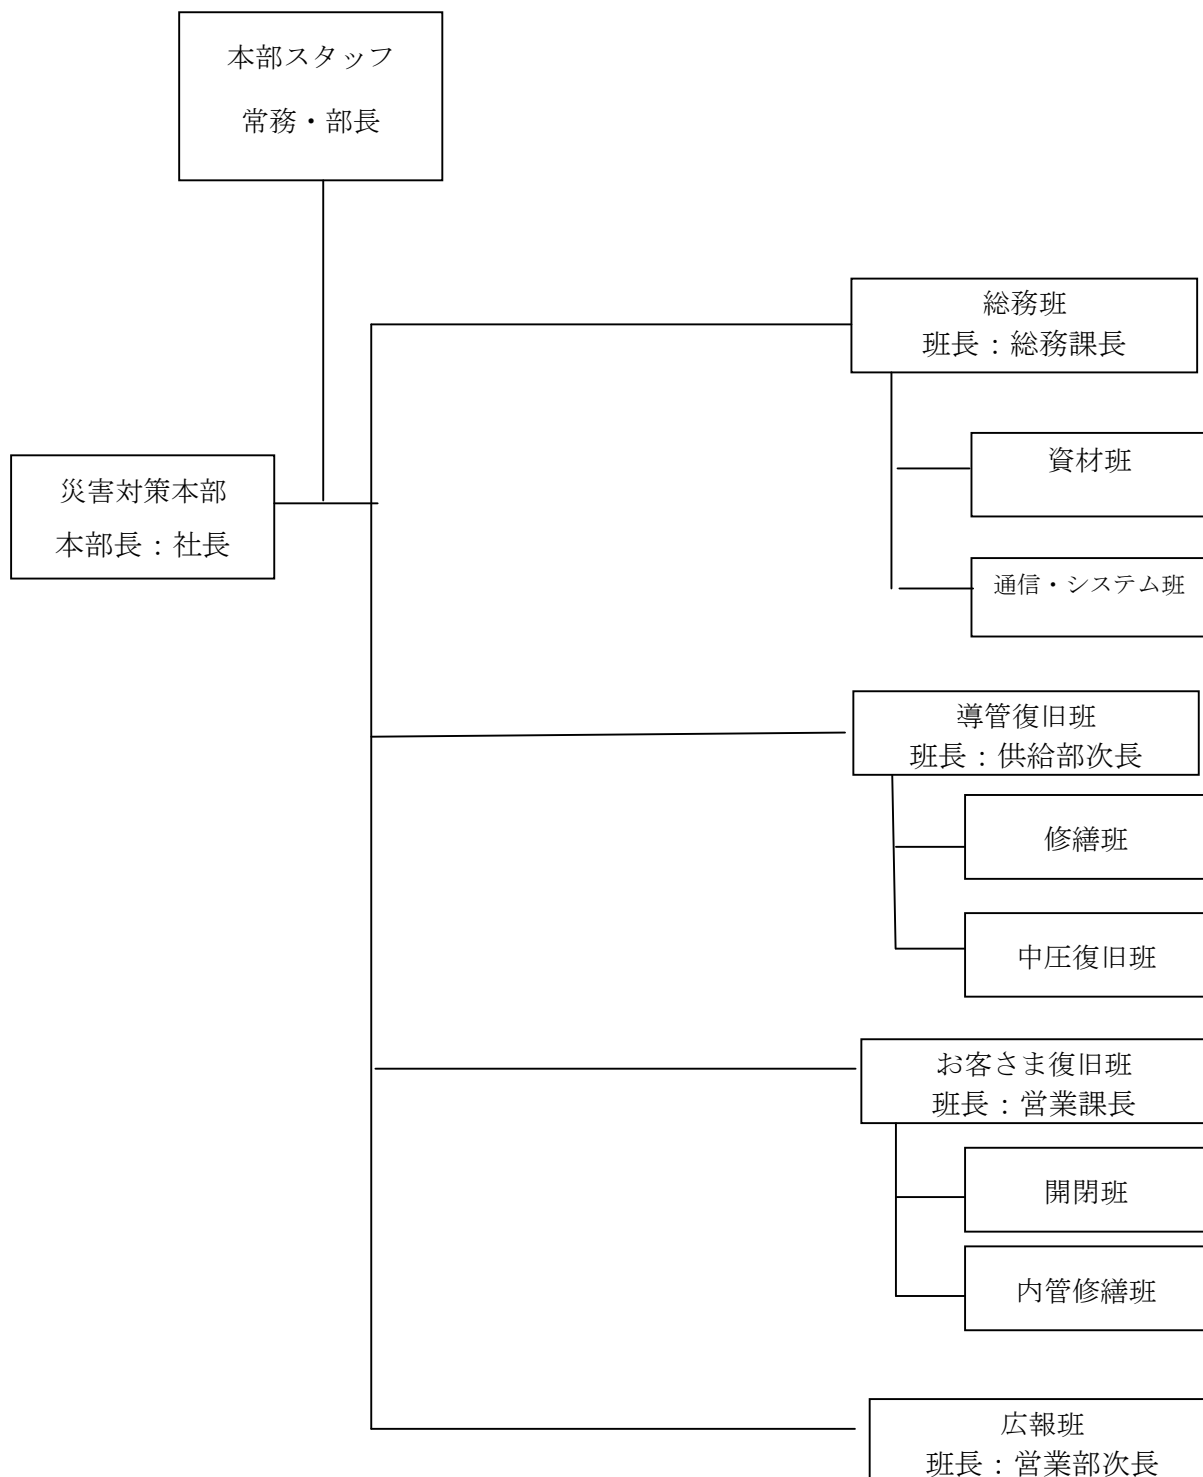 本部スタッフ
常務・部長
災害対策本部
本部長：社長
総務班
班長：総務課長
資材班
通信・システム班
導管復旧班
班長：供給部次長
修繕班
中圧復旧班
お客さま復旧班
班長：営業課長
開閉班
内管修繕班
広報班
班長：営業部次長